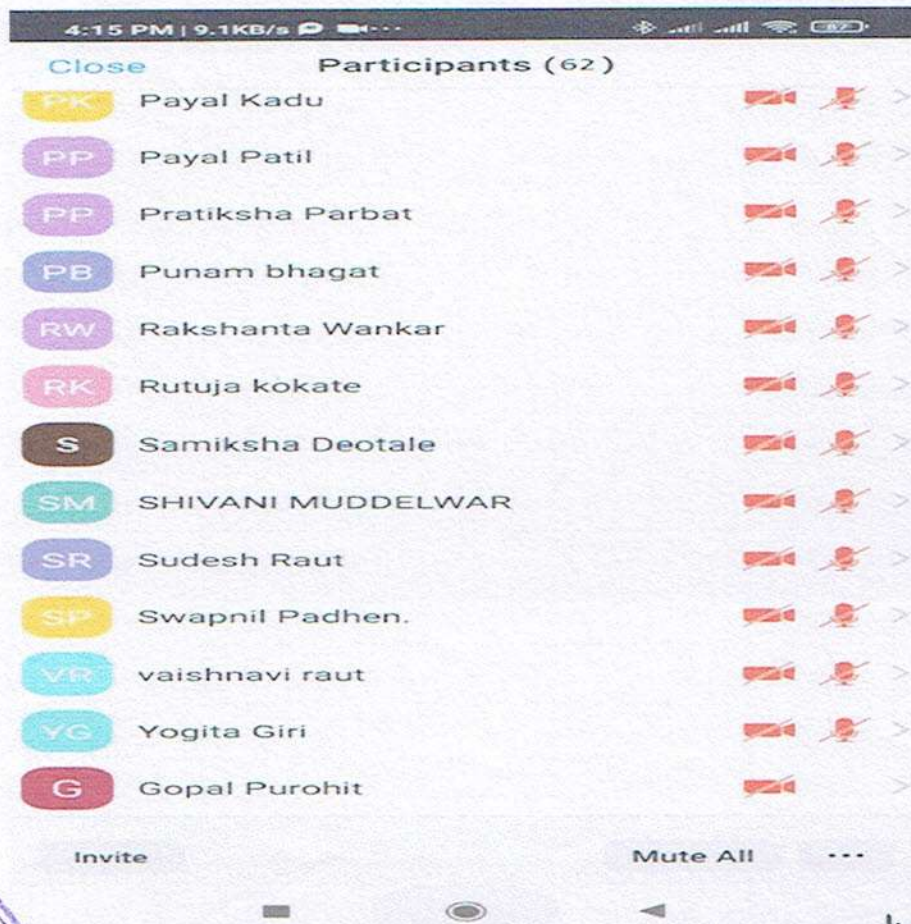 4:15 PM | 9.1KB/s 67
Close Participants (62)
PK Payal Kadu
PP Payal Patil
PP Pratiksha Parbat
PB Punam bhagat
RW Rakshanta Wankar
RK Rutuja kokate
S Samiksha Deotale
SM SHIVANI MUDDELWAR
SR Sudesh Raut
SP Swapnil Padhen.
VR vaishnavi raut
YG Yogita Giri
G Gopal Purohit
Invite Mute All ...